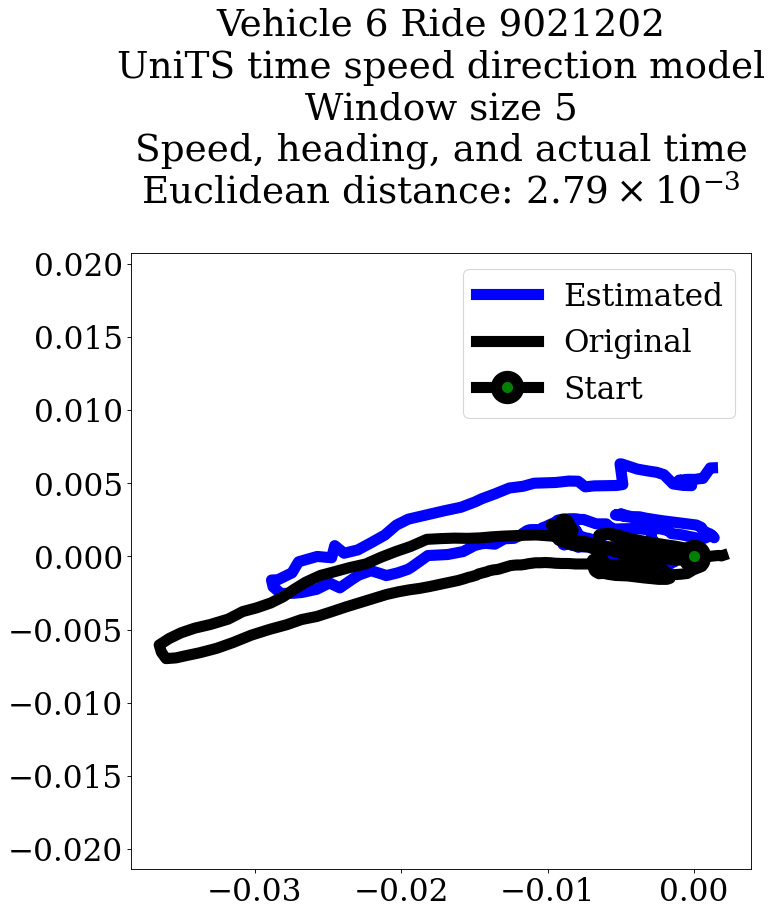 Vehicle 6 Ride 9021202
UniTS time speed direction model
Window size 5
Speed, heading, and actual time
Euclidean distance: 2.79 × 10⁻³
Estimated
Original
Start
0.020
0.015
0.010
0.005
0.000
−0.005
−0.010
−0.015
−0.020
−0.03 −0.02 −0.01 0.00